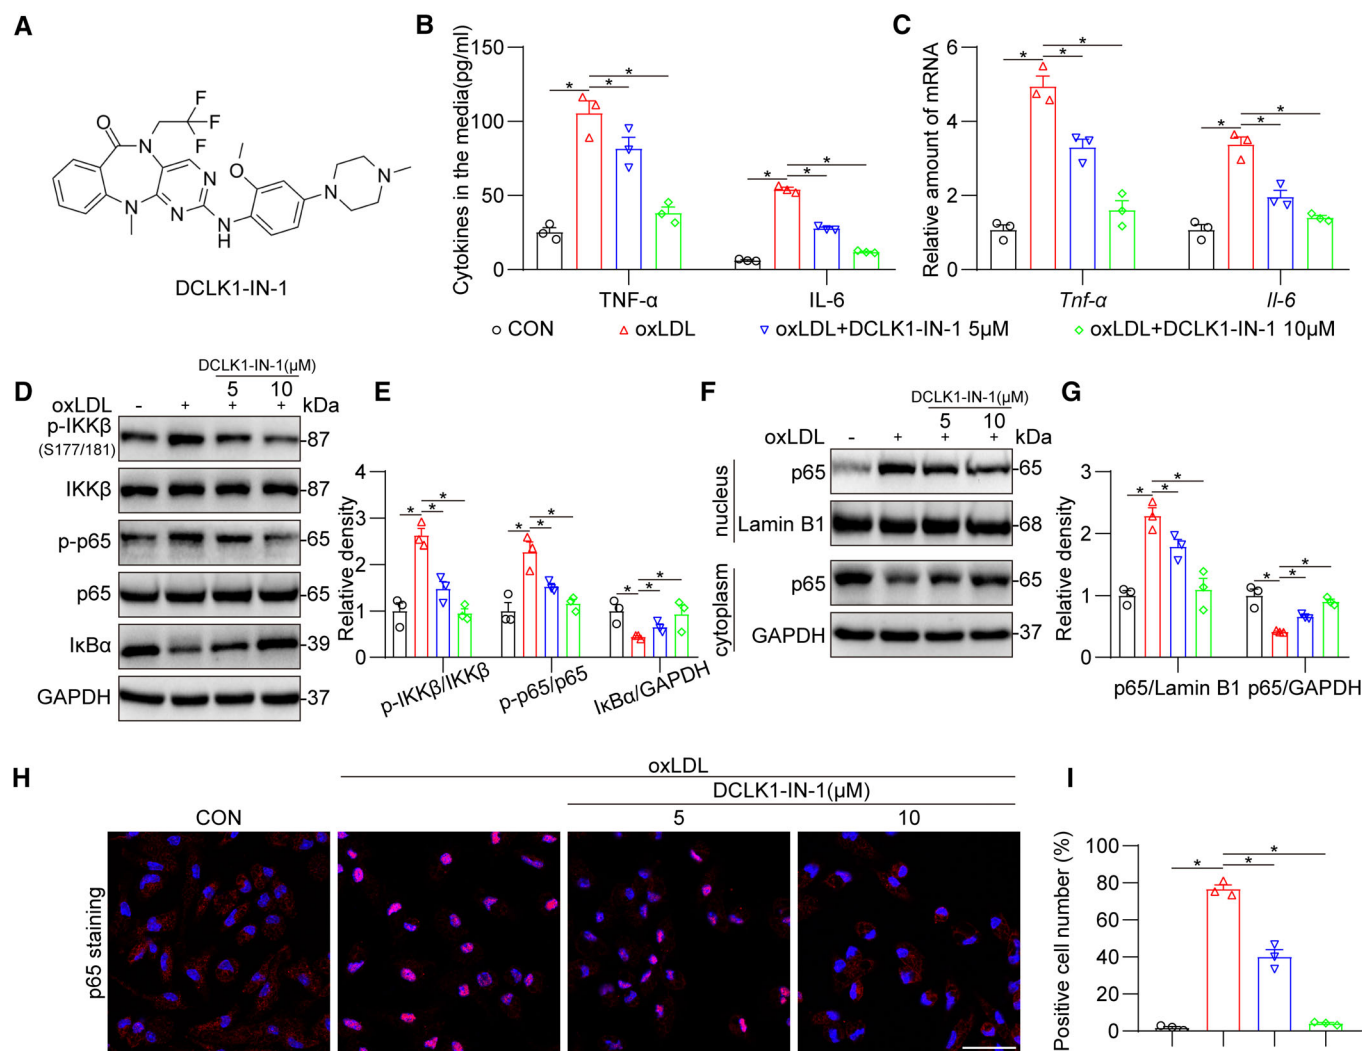 A
F
F
F
O
N
N
O
N
N
N
N
N
H
DCLK1-IN-1
B
Cytokines in the media(pg/ml)
150
100
50
0
* * *
* * *
TNF-α IL-6
C
Relative amount of mRNA
6
4
2
0
* * *
* * *
Tnf-α Il-6
CON oxLDL oxLDL+DCLK1-IN-1 5μM oxLDL+DCLK1-IN-1 10μM
D
DCLK1-IN-1(μM)
5 10
oxLDL - + + + kDa
p-IKKβ
(S177/181)
-87
IKKβ -87
p-p65 -65
p65 -65
IκBα -39
GAPDH -37
E
Relative density
4
3
2
1
0
* * *
* * *
* * *
p-IKKβ/IKKβ
p-p65/p65
IκBα/GAPDH
F
DCLK1-IN-1(μM)
5 10
oxLDL - + + + kDa
nucleus
p65 -65
Lamin B1 -68
cytoplasm
p65 -65
GAPDH -37
G
Relative density
3
2
1
0
* * *
* * *
p65/Lamin B1 p65/GAPDH
H
oxLDL
DCLK1-IN-1(μM)
CON 5 10
p65 staining
I
Positive cell number (%)
100
80
60
40
20
0
* * *